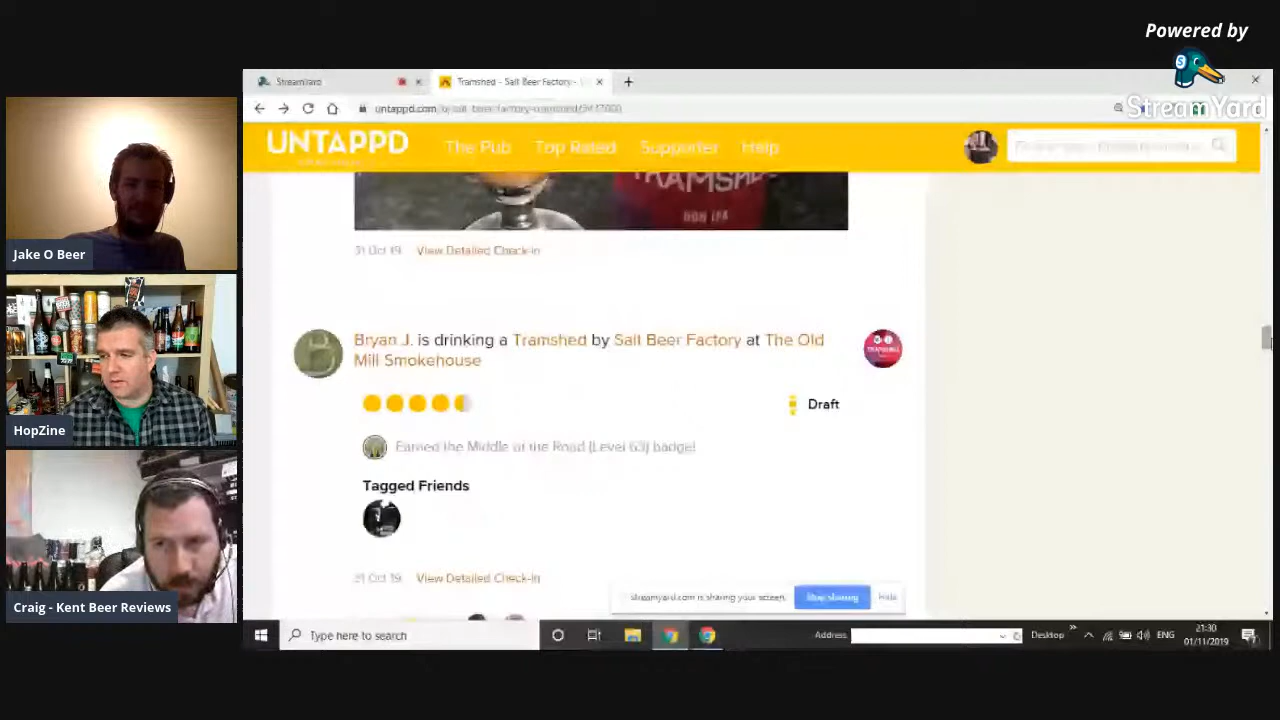 Powered by
StreamYard
StreamYard
Tramshed - Salt Beer Factory -
untappd.com
UNTAPPD
The Pub
Top Rated
Supporter
Help
TRAMSHED
DDH IPA
31 Oct 19 View Detailed Check-in
Bryan J. is drinking a Tramshed by Salt Beer Factory at The Old
Mill Smokehouse
Draft
Earned the Middle of the Road (Level 63) badge!
Tagged Friends
31 Oct 19 View Detailed Check-in
streamyard.com is sharing your screen.
Stop sharing
Hide
Type here to search
Address
Desktop
ENG
21:30
01/11/2019
Jake O Beer
HopZine
Craig - Kent Beer Reviews